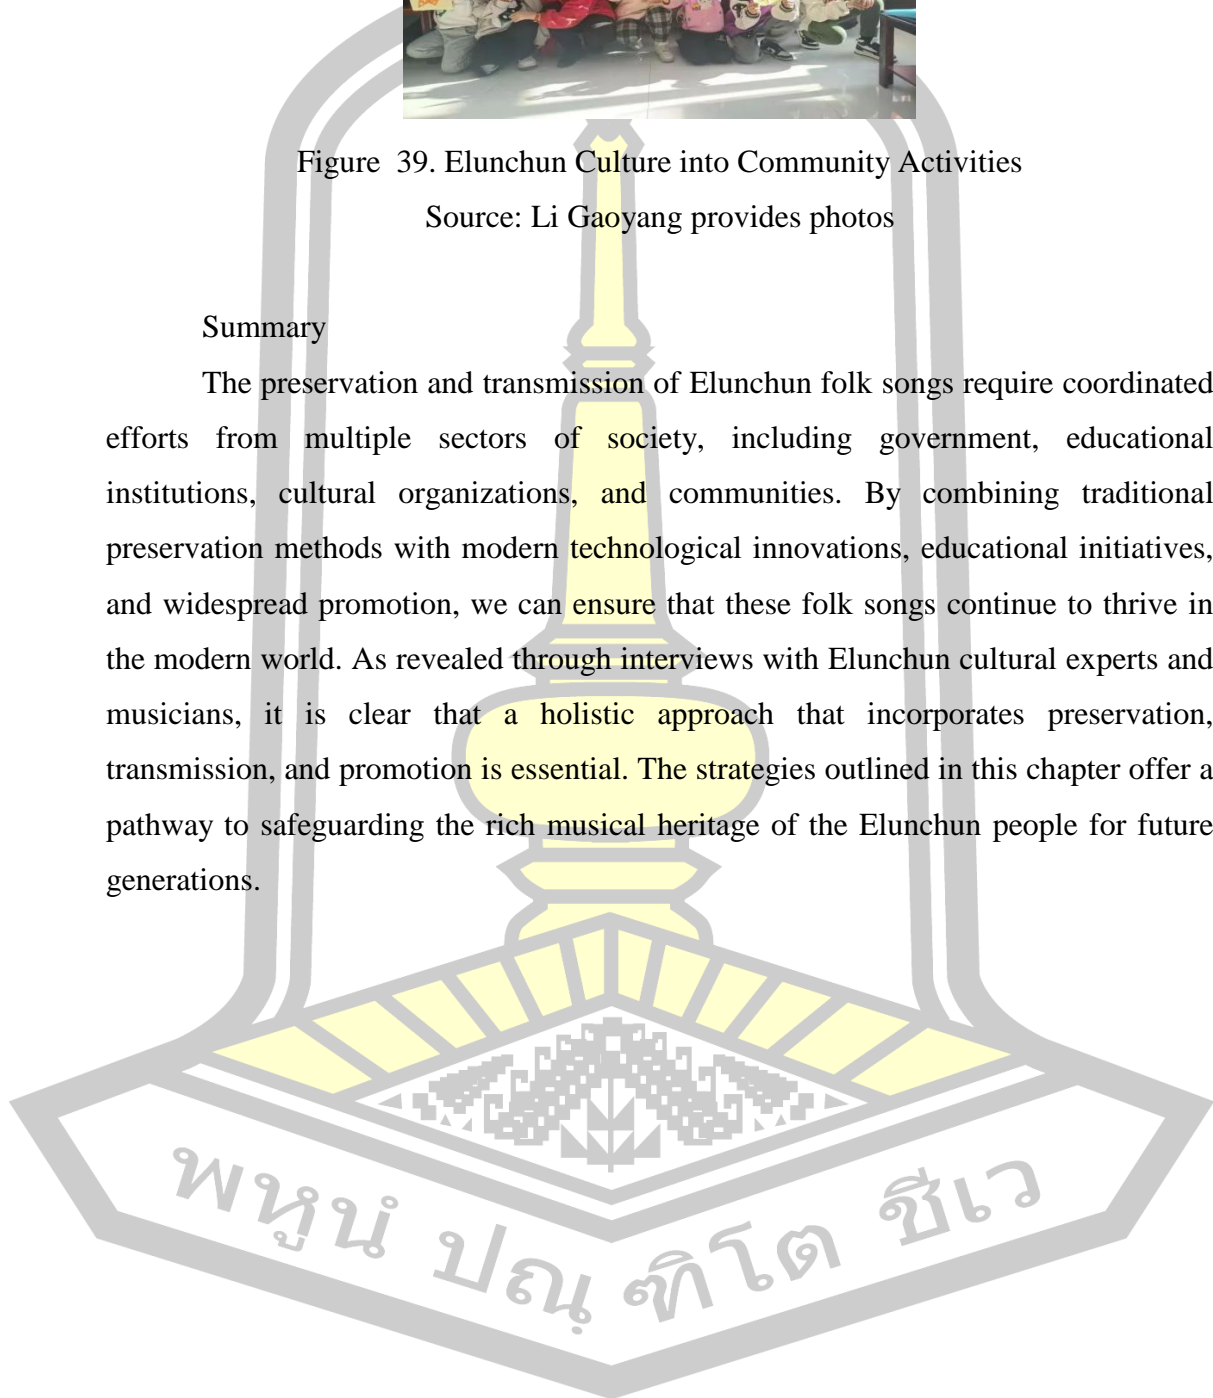 Figure 39. Elunchun Culture into Community Activities
Source: Li Gaoyang provides photos
Summary
The preservation and transmission of Elunchun folk songs require coordinated
efforts from multiple sectors of society, including government, educational
institutions, cultural organizations, and communities. By combining traditional
preservation methods with modern technological innovations, educational initiatives,
and widespread promotion, we can ensure that these folk songs continue to thrive in
the modern world. As revealed through interviews with Elunchun cultural experts and
musicians, it is clear that a holistic approach that incorporates preservation,
transmission, and promotion is essential. The strategies outlined in this chapter offer a
pathway to safeguarding the rich musical heritage of the Elunchun people for future
generations.
พหูนํ ปณฺฑิโต ชีเว